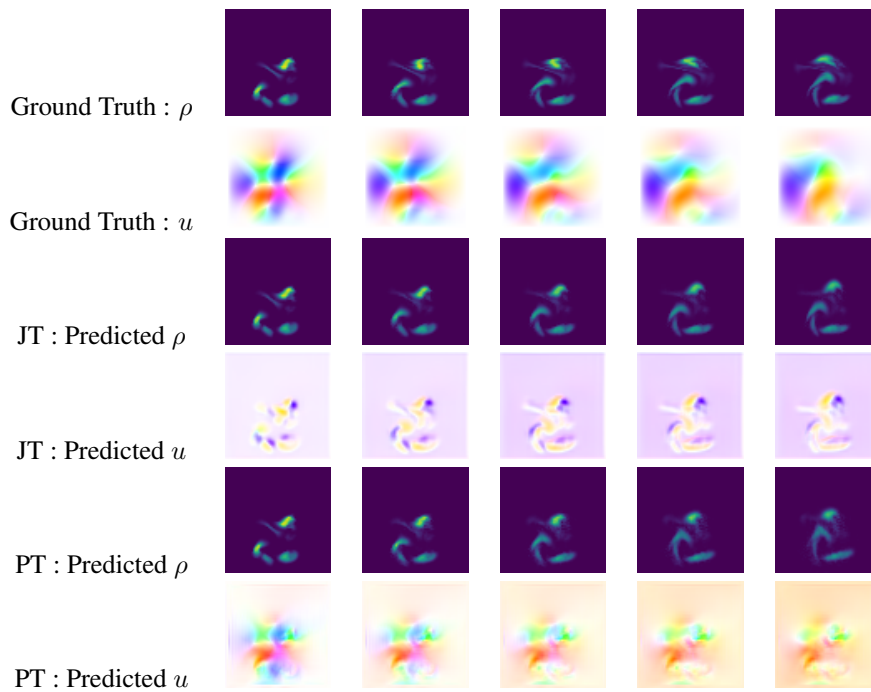 Ground Truth : ρ
Ground Truth : u
JT : Predicted ρ
JT : Predicted u
PT : Predicted ρ
PT : Predicted u